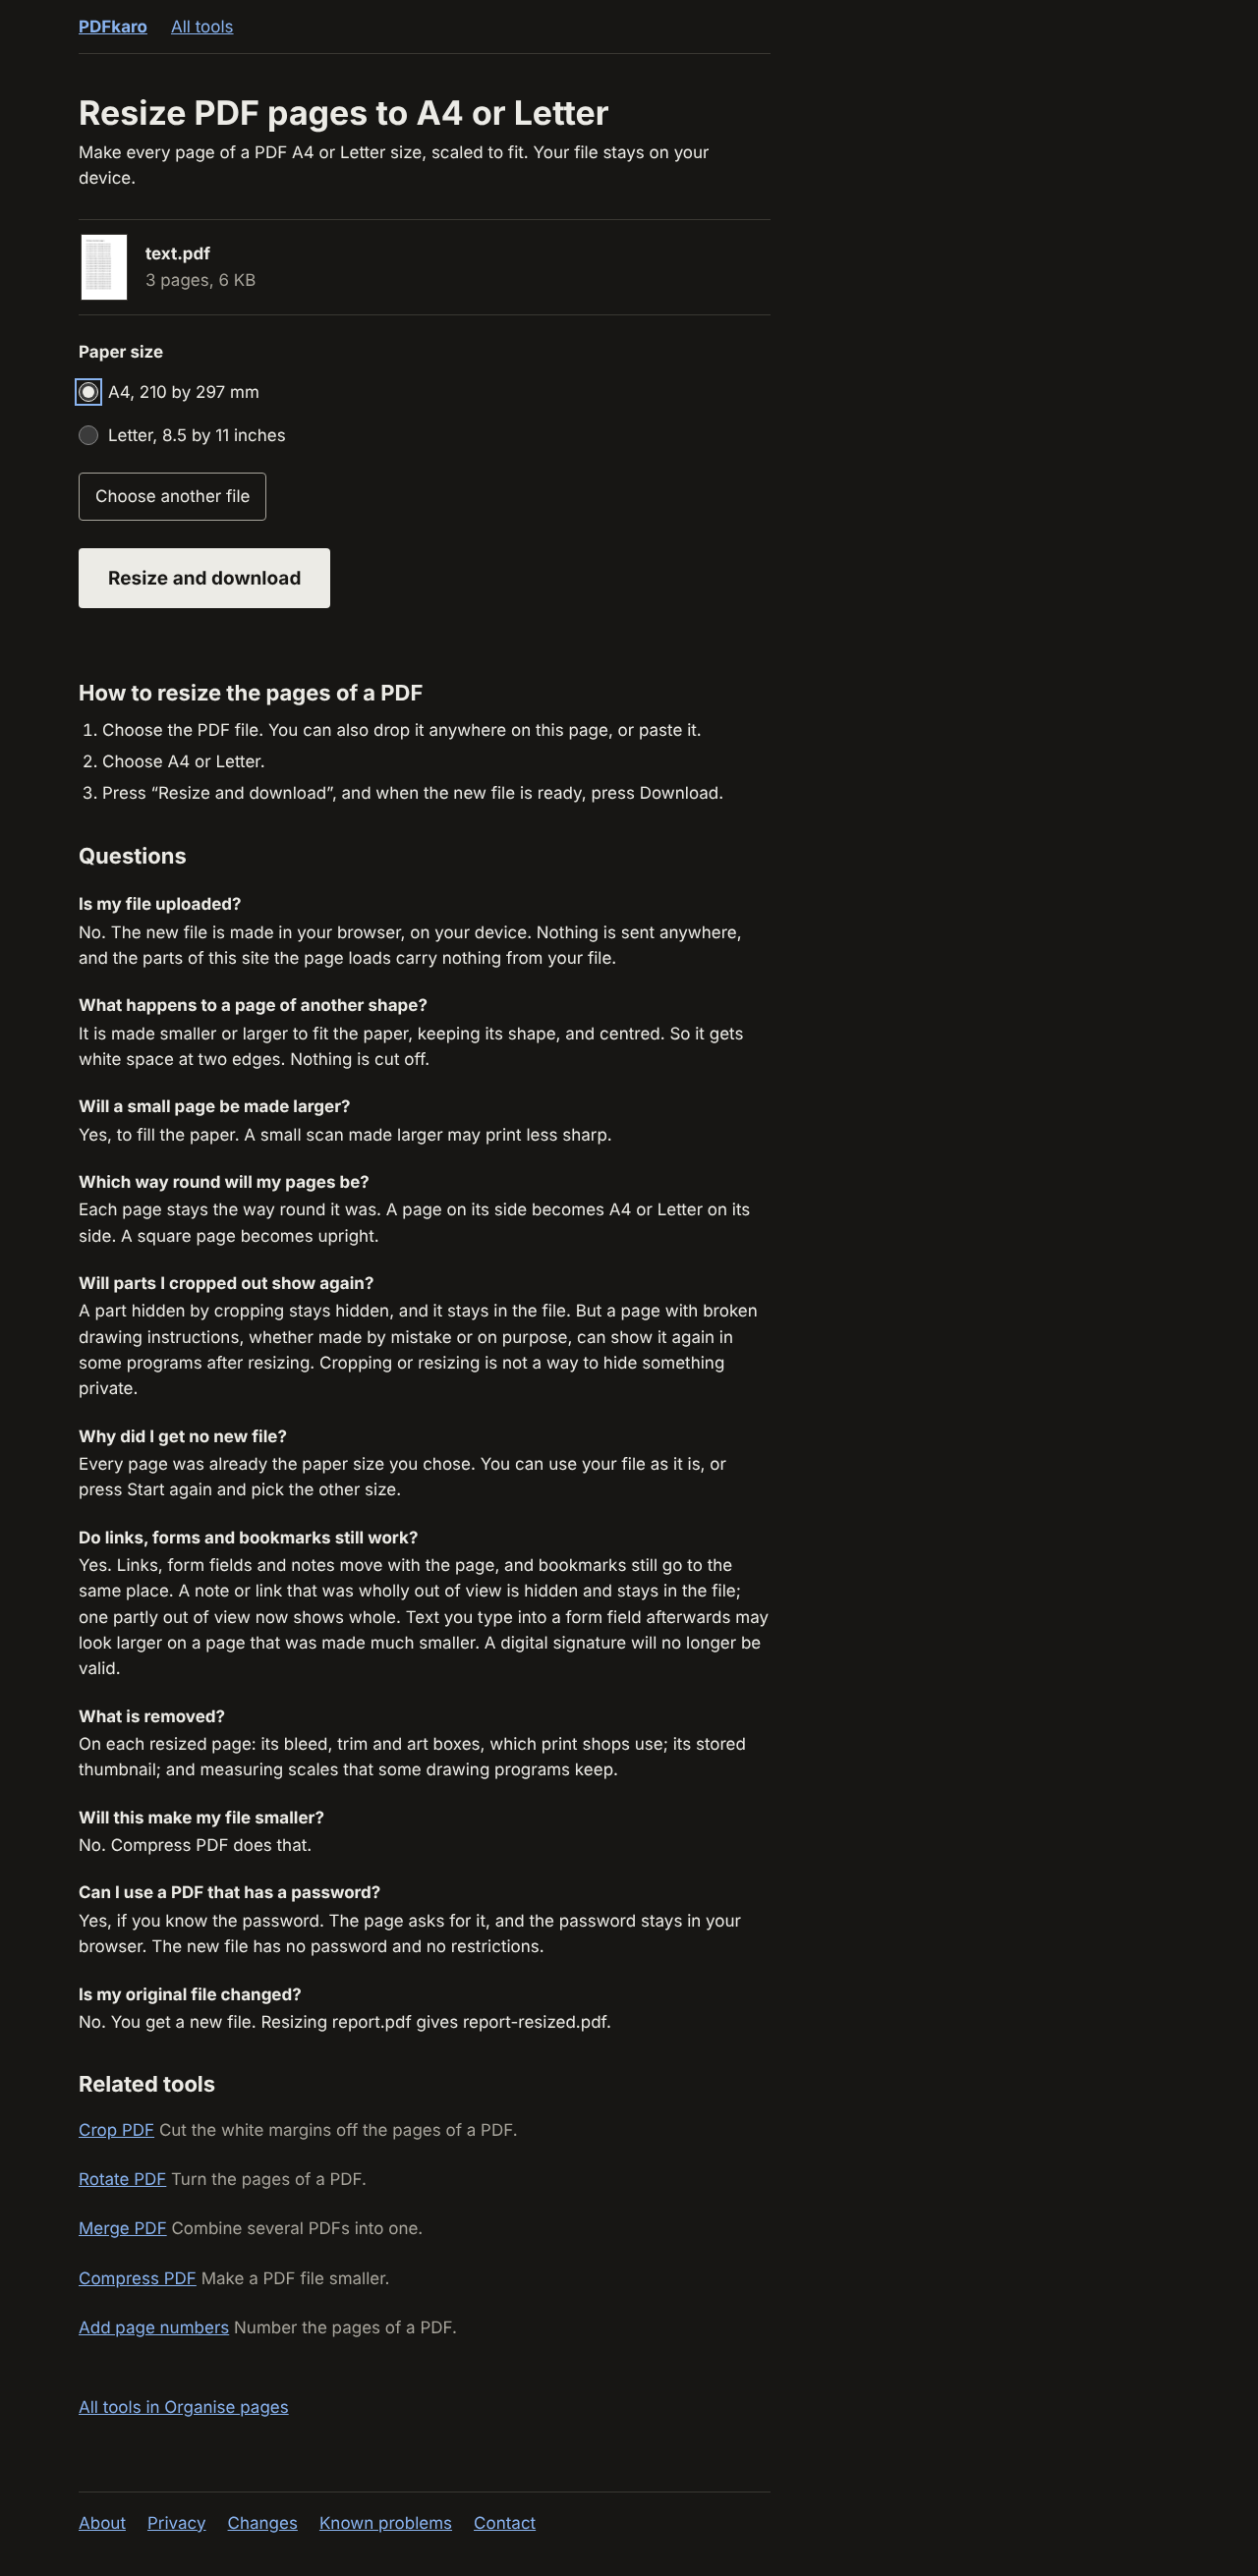 PDFkaro All tools
Resize PDF pages to A4 or Letter
Make every page of a PDF A4 or Letter size, scaled to fit. Your file stays on your
device.
text.pdf
3 pages, 6 KB
Paper size
A4, 210 by 297 mm
Letter, 8.5 by 11 inches
Choose another file
Resize and download
How to resize the pages of a PDF
1. Choose the PDF file. You can also drop it anywhere on this page, or paste it.
2. Choose A4 or Letter.
3. Press “Resize and download”, and when the new file is ready, press Download.
Questions
Is my file uploaded?
No. The new file is made in your browser, on your device. Nothing is sent anywhere,
and the parts of this site the page loads carry nothing from your file.
What happens to a page of another shape?
It is made smaller or larger to fit the paper, keeping its shape, and centred. So it gets
white space at two edges. Nothing is cut off.
Will a small page be made larger?
Yes, to fill the paper. A small scan made larger may print less sharp.
Which way round will my pages be?
Each page stays the way round it was. A page on its side becomes A4 or Letter on its
side. A square page becomes upright.
Will parts I cropped out show again?
A part hidden by cropping stays hidden, and it stays in the file. But a page with broken
drawing instructions, whether made by mistake or on purpose, can show it again in
some programs after resizing. Cropping or resizing is not a way to hide something
private.
Why did I get no new file?
Every page was already the paper size you chose. You can use your file as it is, or
press Start again and pick the other size.
Do links, forms and bookmarks still work?
Yes. Links, form fields and notes move with the page, and bookmarks still go to the
same place. A note or link that was wholly out of view is hidden and stays in the file;
one partly out of view now shows whole. Text you type into a form field afterwards may
look larger on a page that was made much smaller. A digital signature will no longer be
valid.
What is removed?
On each resized page: its bleed, trim and art boxes, which print shops use; its stored
thumbnail; and measuring scales that some drawing programs keep.
Will this make my file smaller?
No. Compress PDF does that.
Can I use a PDF that has a password?
Yes, if you know the password. The page asks for it, and the password stays in your
browser. The new file has no password and no restrictions.
Is my original file changed?
No. You get a new file. Resizing report.pdf gives report-resized.pdf.
Related tools
Crop PDF Cut the white margins off the pages of a PDF.
Rotate PDF Turn the pages of a PDF.
Merge PDF Combine several PDFs into one.
Compress PDF Make a PDF file smaller.
Add page numbers Number the pages of a PDF.
All tools in Organise pages
About Privacy Changes Known problems Contact